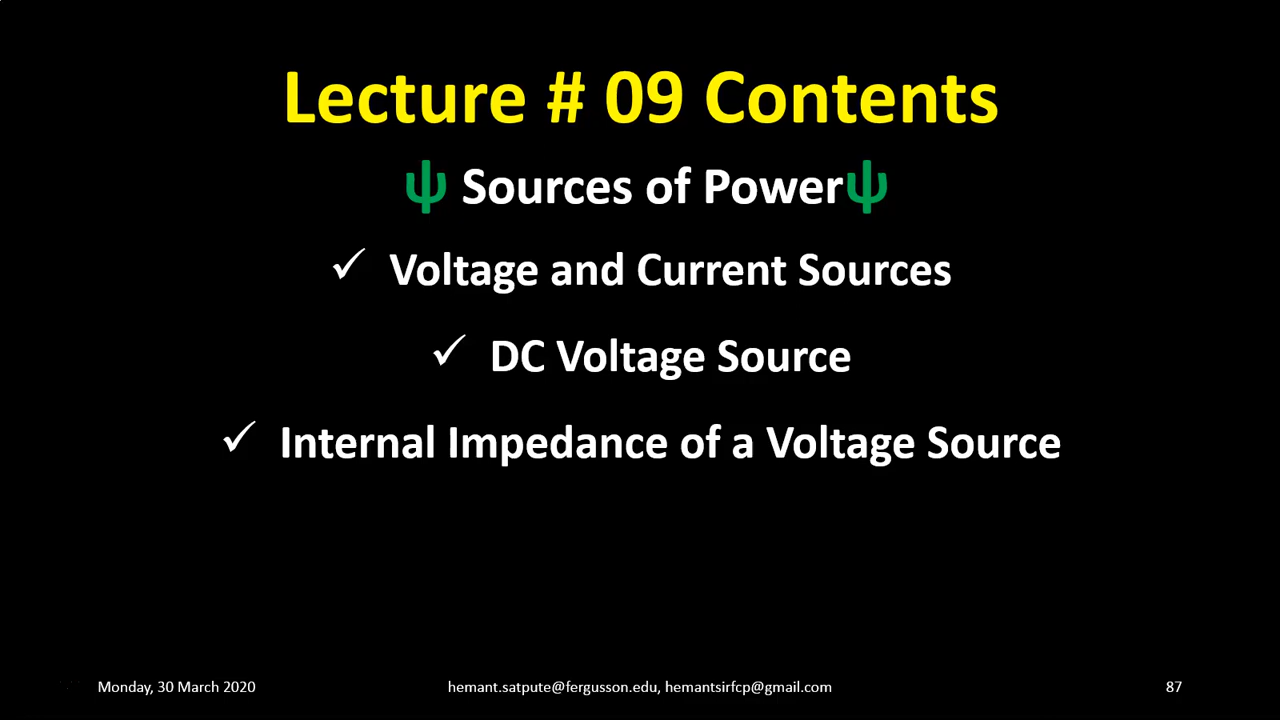 Lecture # 09 Contents
ψ Sources of Powerψ
✓ Voltage and Current Sources
✓ DC Voltage Source
✓ Internal Impedance of a Voltage Source
Monday, 30 March 2020 hemant.satpute@fergusson.edu, hemantsirfcp@gmail.com 87